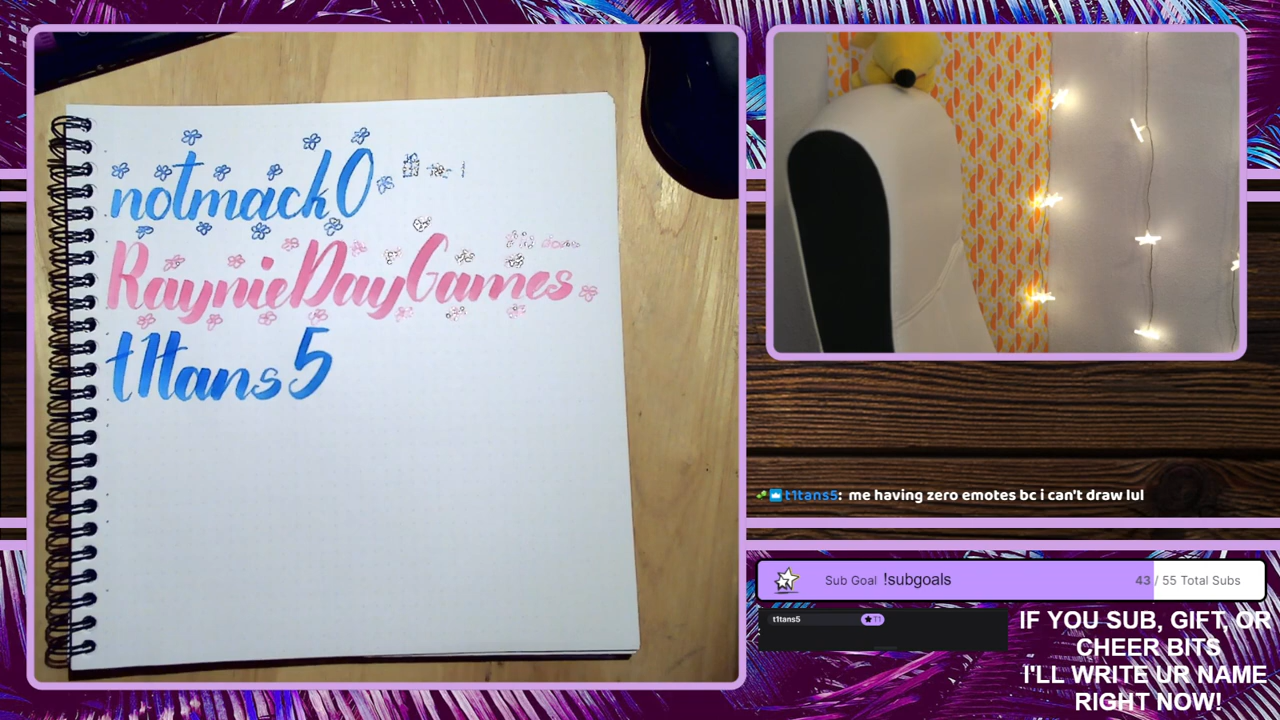 notmack0
RaynieDayGames
t1tans5
t1tans5: me having zero emotes bc i can't draw lul
Sub Goal !subgoals
43 / 55 Total Subs
t1tans5
IF YOU SUB, GIFT, OR
CHEER BITS
I'LL WRITE UR NAME
RIGHT NOW!